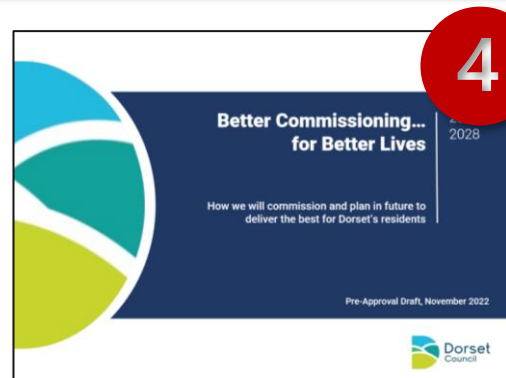 4
Better Commissioning...
for Better Lives
2028
How we will commission and plan in future to
deliver the best for Dorset's residents
Pre-Approval Draft, November 2022
Dorset
Council